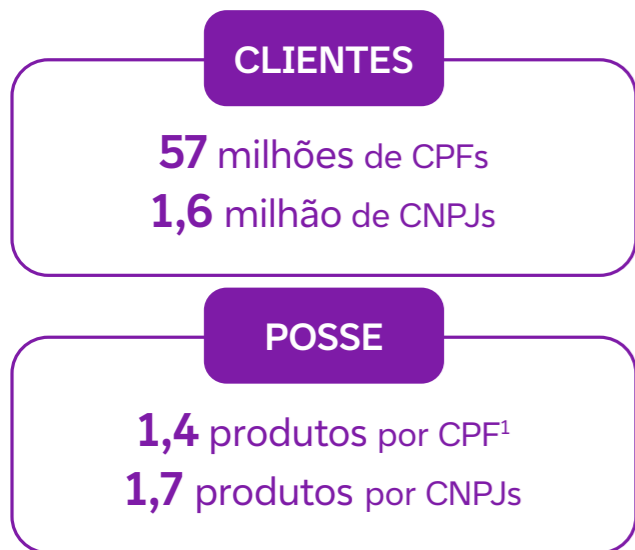 CLIENTES
57 milhões de CPFs
1,6 milhão de CNPJs
POSSE
1,4 produtos por CPF¹
1,7 produtos por CNPJs